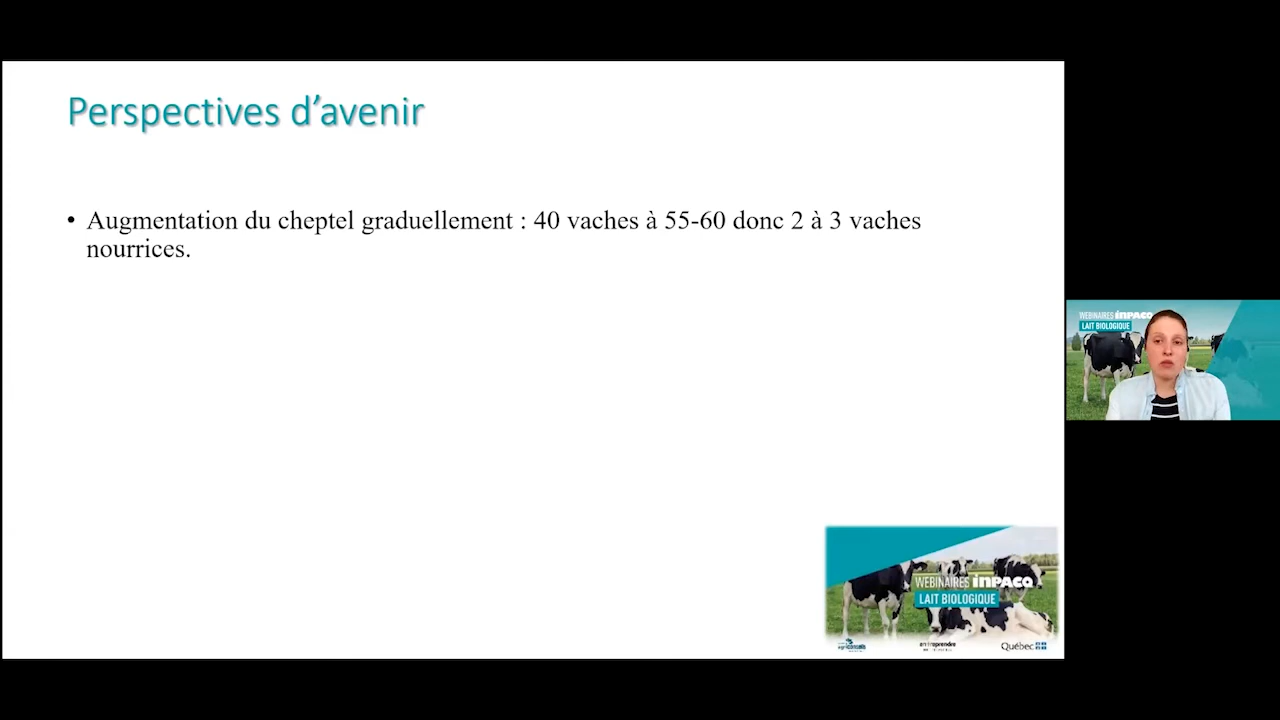 Perspectives d'avenir
• Augmentation du cheptel graduellement : 40 vaches à 55-60 donc 2 à 3 vaches
nourrices.
WEBINAIRES INPACQ
LAIT BIOLOGIQUE
WEBINAIRES INPACQ
LAIT BIOLOGIQUE
Québec